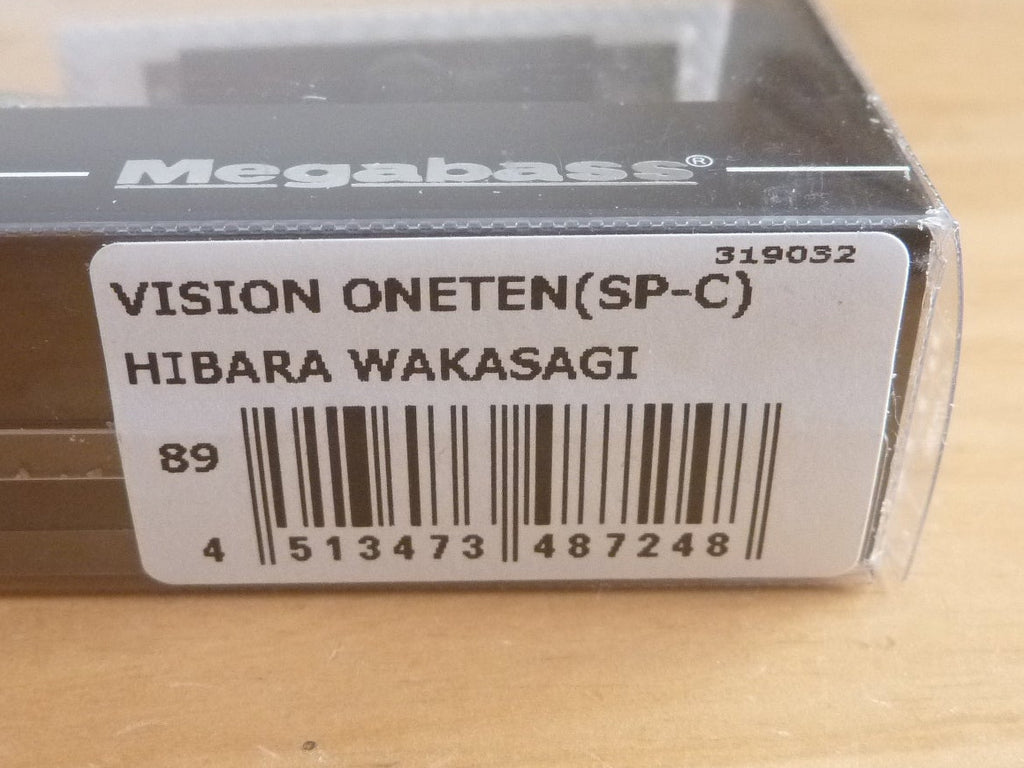 Megabass®
319032
VISION ONETEN(SP-C)
HIBARA WAKASAGI
89
4 513473 487248